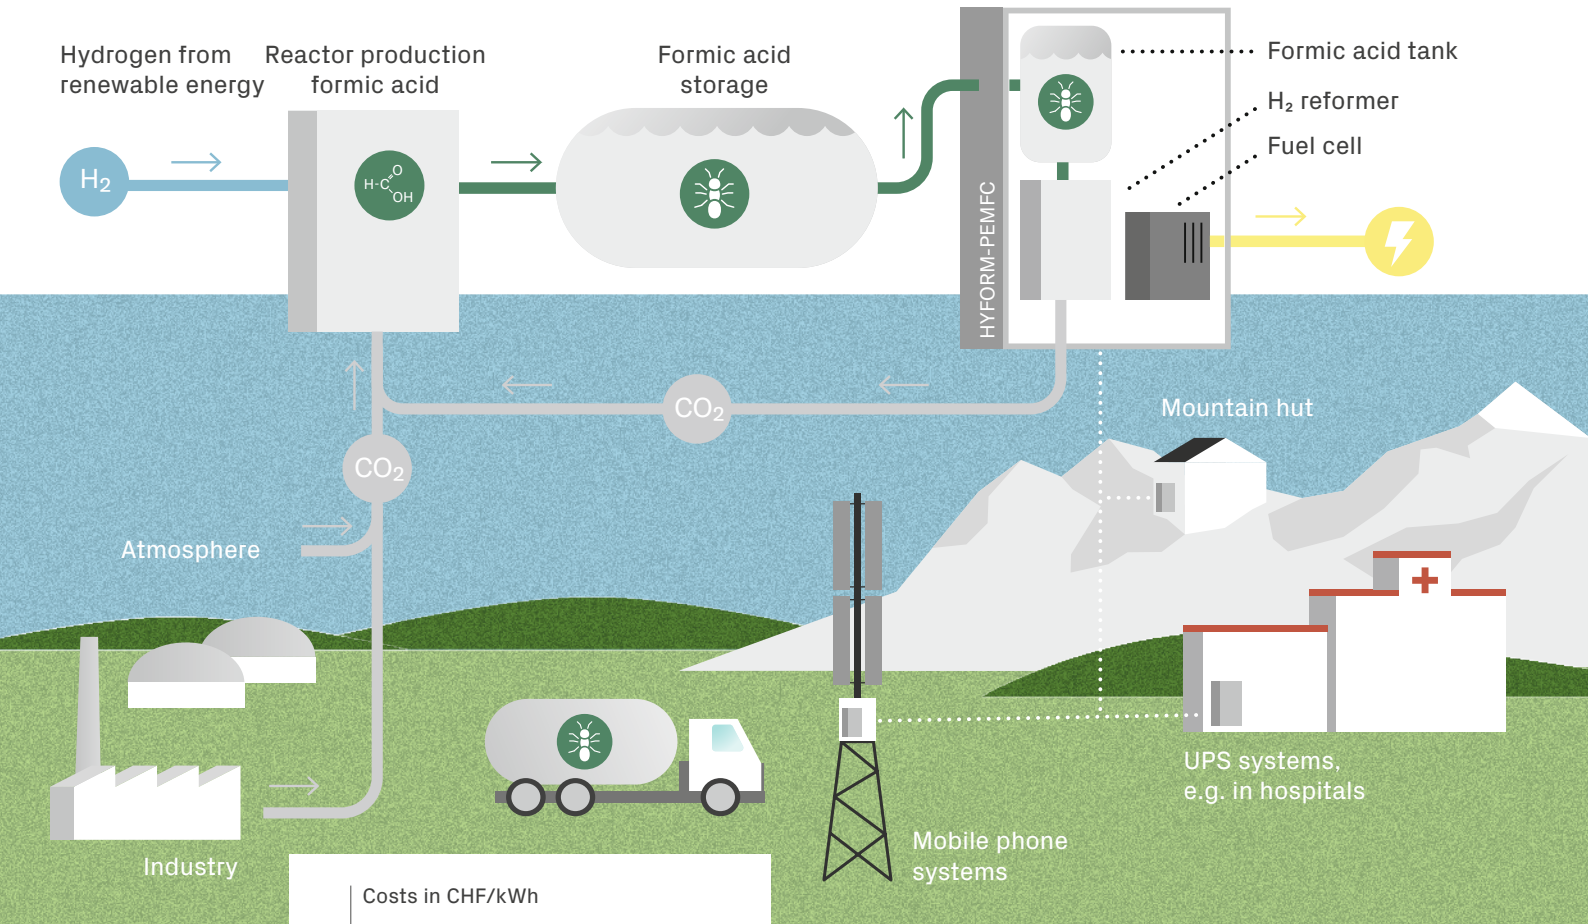 Hydrogen from
renewable energy
Reactor production
formic acid
Formic acid
storage
Formic acid tank
H₂ reformer
Fuel cell
H₂
H-C
O
OH
HYFORM-PEMFC
CO₂
Mountain hut
CO₂
Atmosphere
UPS systems,
e.g. in hospitals
Mobile phone
systems
Industry
Costs in CHF/kWh